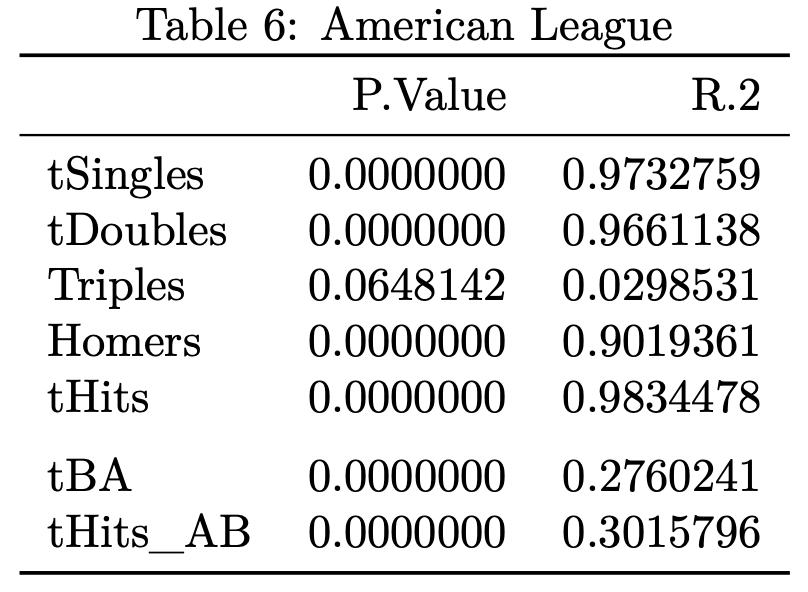 Table 6: American League
P.Value R.2
tSingles 0.0000000 0.9732759
tDoubles 0.0000000 0.9661138
Triples 0.0648142 0.0298531
Homers 0.0000000 0.9019361
tHits 0.0000000 0.9834478
tBA 0.0000000 0.2760241
tHits_AB 0.0000000 0.3015796